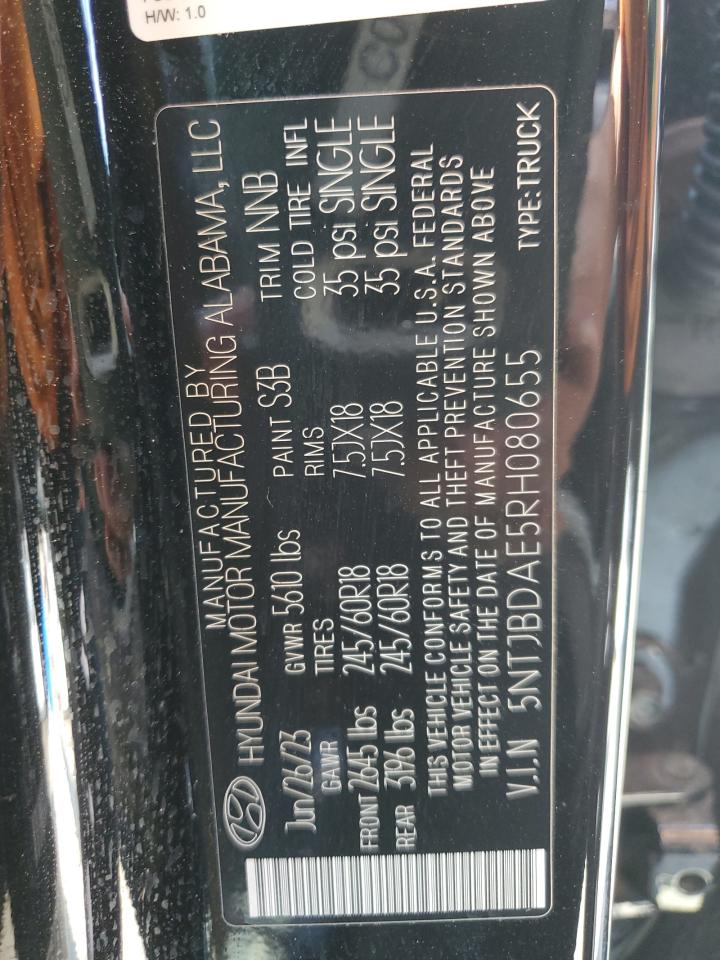 H/W: 1.0
MANUFACTURED BY
HYUNDAI MOTOR MANUFACTURING ALABAMA, LLC
Jun/26/23 GVWR 5610 lbs PAINT S3B TRIM NNB
GAWR TIRES RIMS COLD TIRE INFL
FRONT 2645 lbs 245/60R18 7.5JX18 35 psi SINGLE
REAR 3196 lbs 245/60R18 7.5JX18 35 psi SINGLE
THIS VEHICLE CONFORMS TO ALL APPLICABLE U.S.A. FEDERAL
MOTOR VEHICLE SAFETY AND THEFT PREVENTION STANDARDS
IN EFFECT ON THE DATE OF MANUFACTURE SHOWN ABOVE
V.I.N 5NTJBDAE5RH080655 TYPE: TRUCK